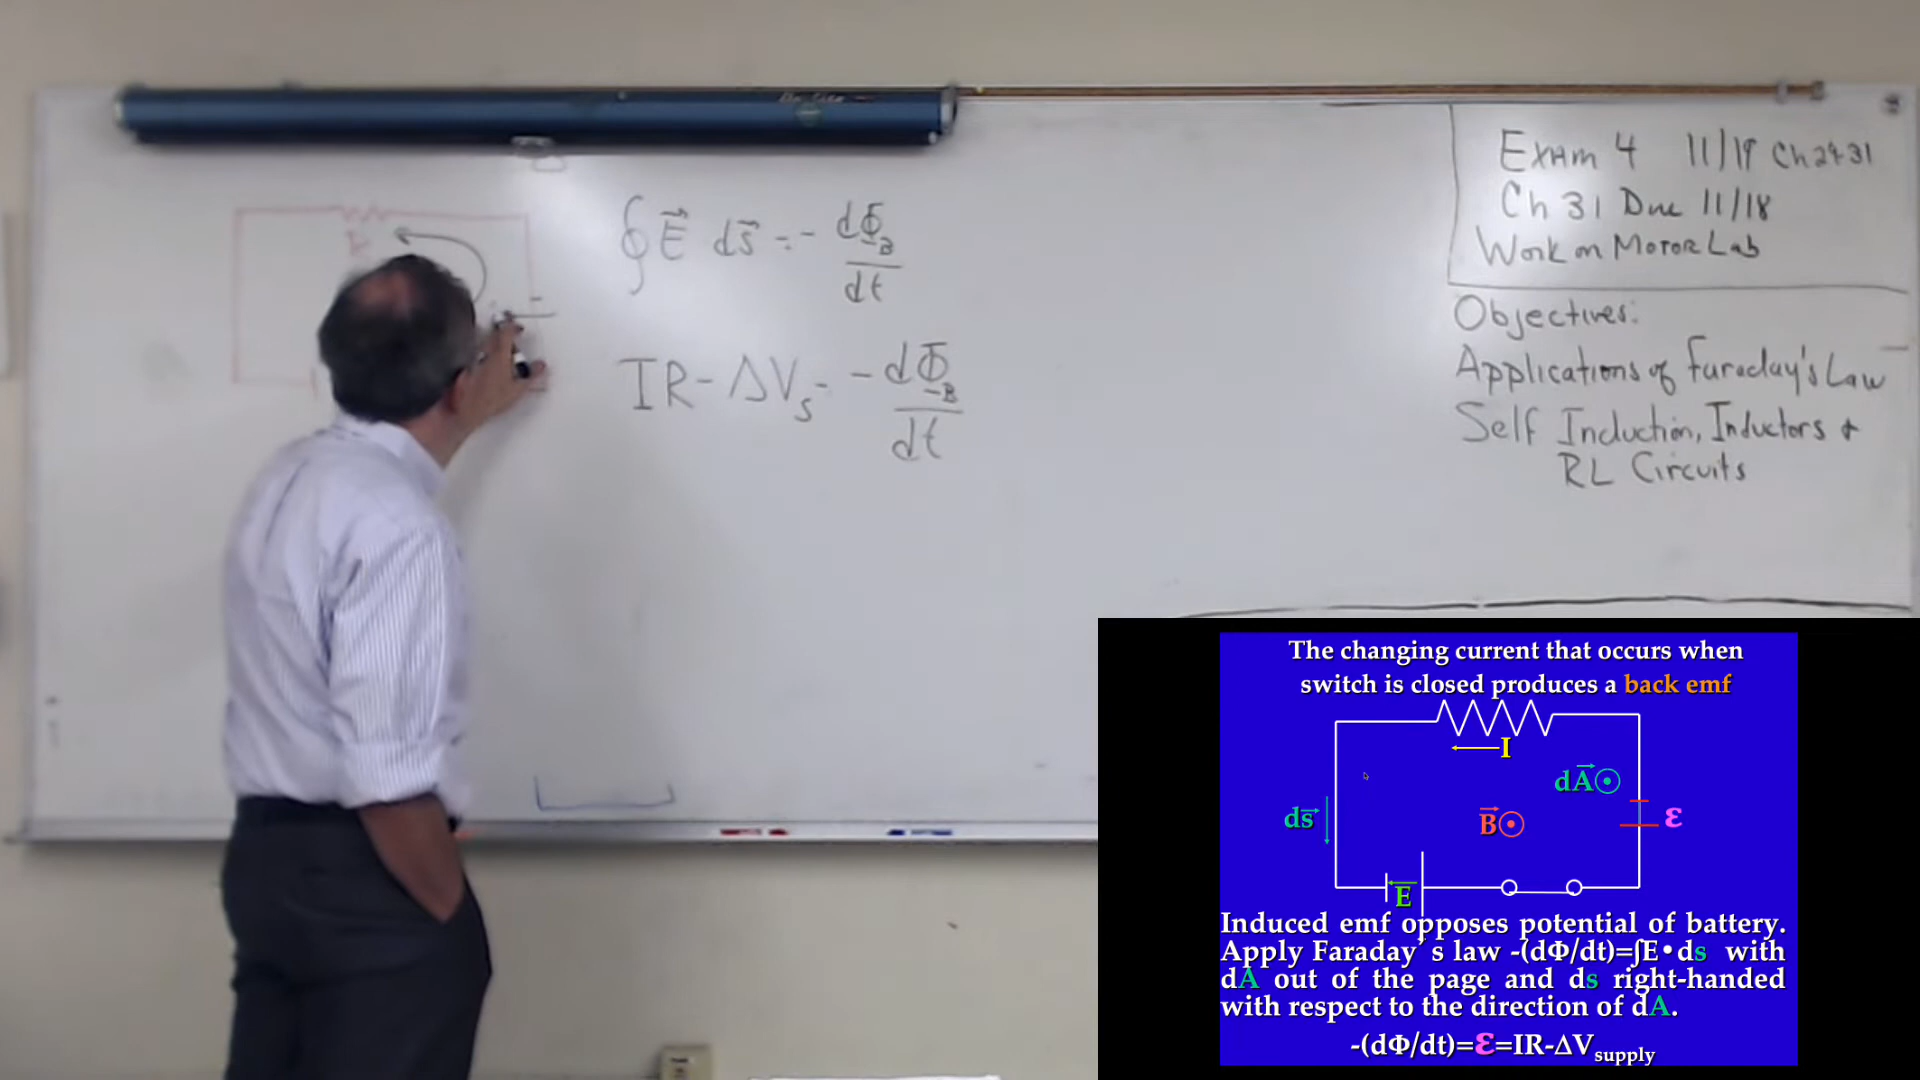 R
∮ E⃗ ds⃗ = - dΦ_B
dt
IR - ΔV_s = - dΦ_B
dt
Exam 4 11/19 Ch 29-31
Ch 31 Due 11/18
Work on Motor Lab
Objectives:
Applications of Faraday's Law
Self Induction, Inductors +
RL Circuits
The changing current that occurs when
switch is closed produces a back emf
I
dA⃗
ds⃗
B⃗
ε
E
Induced emf opposes potential of battery.
Apply Faraday's law -(dΦ/dt)=∫E•ds with
dA out of the page and ds right-handed
with respect to the direction of dA.
-(dΦ/dt)=ε=IR-ΔVsupply